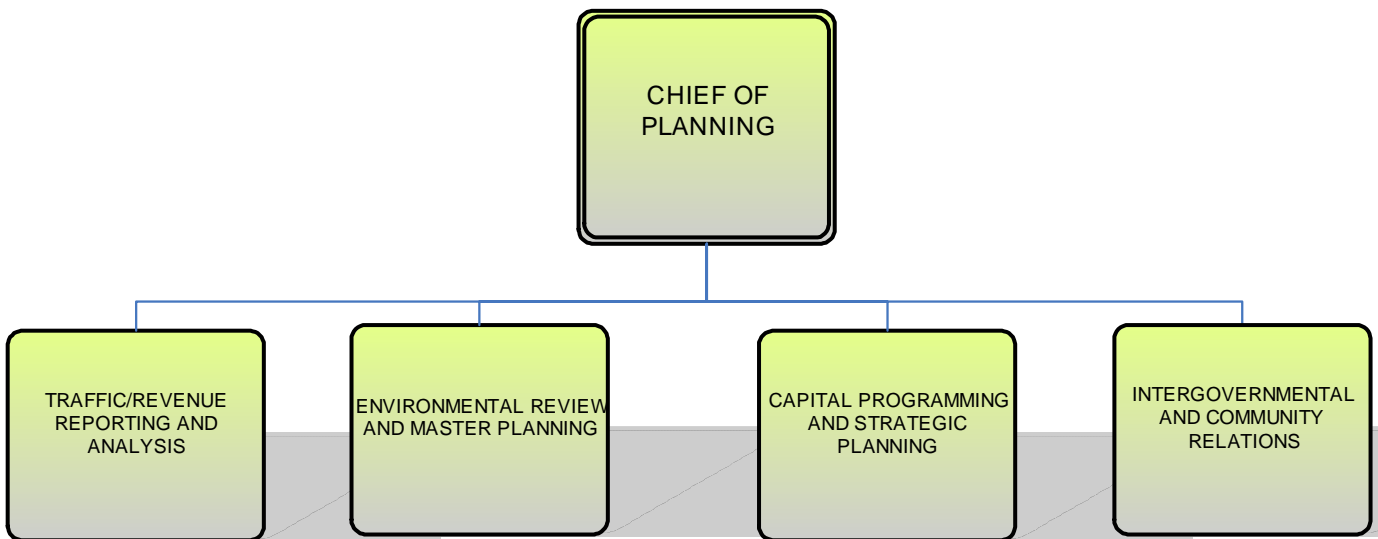 CHIEF OF
PLANNING
TRAFFIC/REVENUE
REPORTING AND
ANALYSIS
ENVIRONMENTAL REVIEW
AND MASTER PLANNING
CAPITAL PROGRAMMING
AND STRATEGIC
PLANNING
INTERGOVERNMENTAL
AND COMMUNITY
RELATIONS